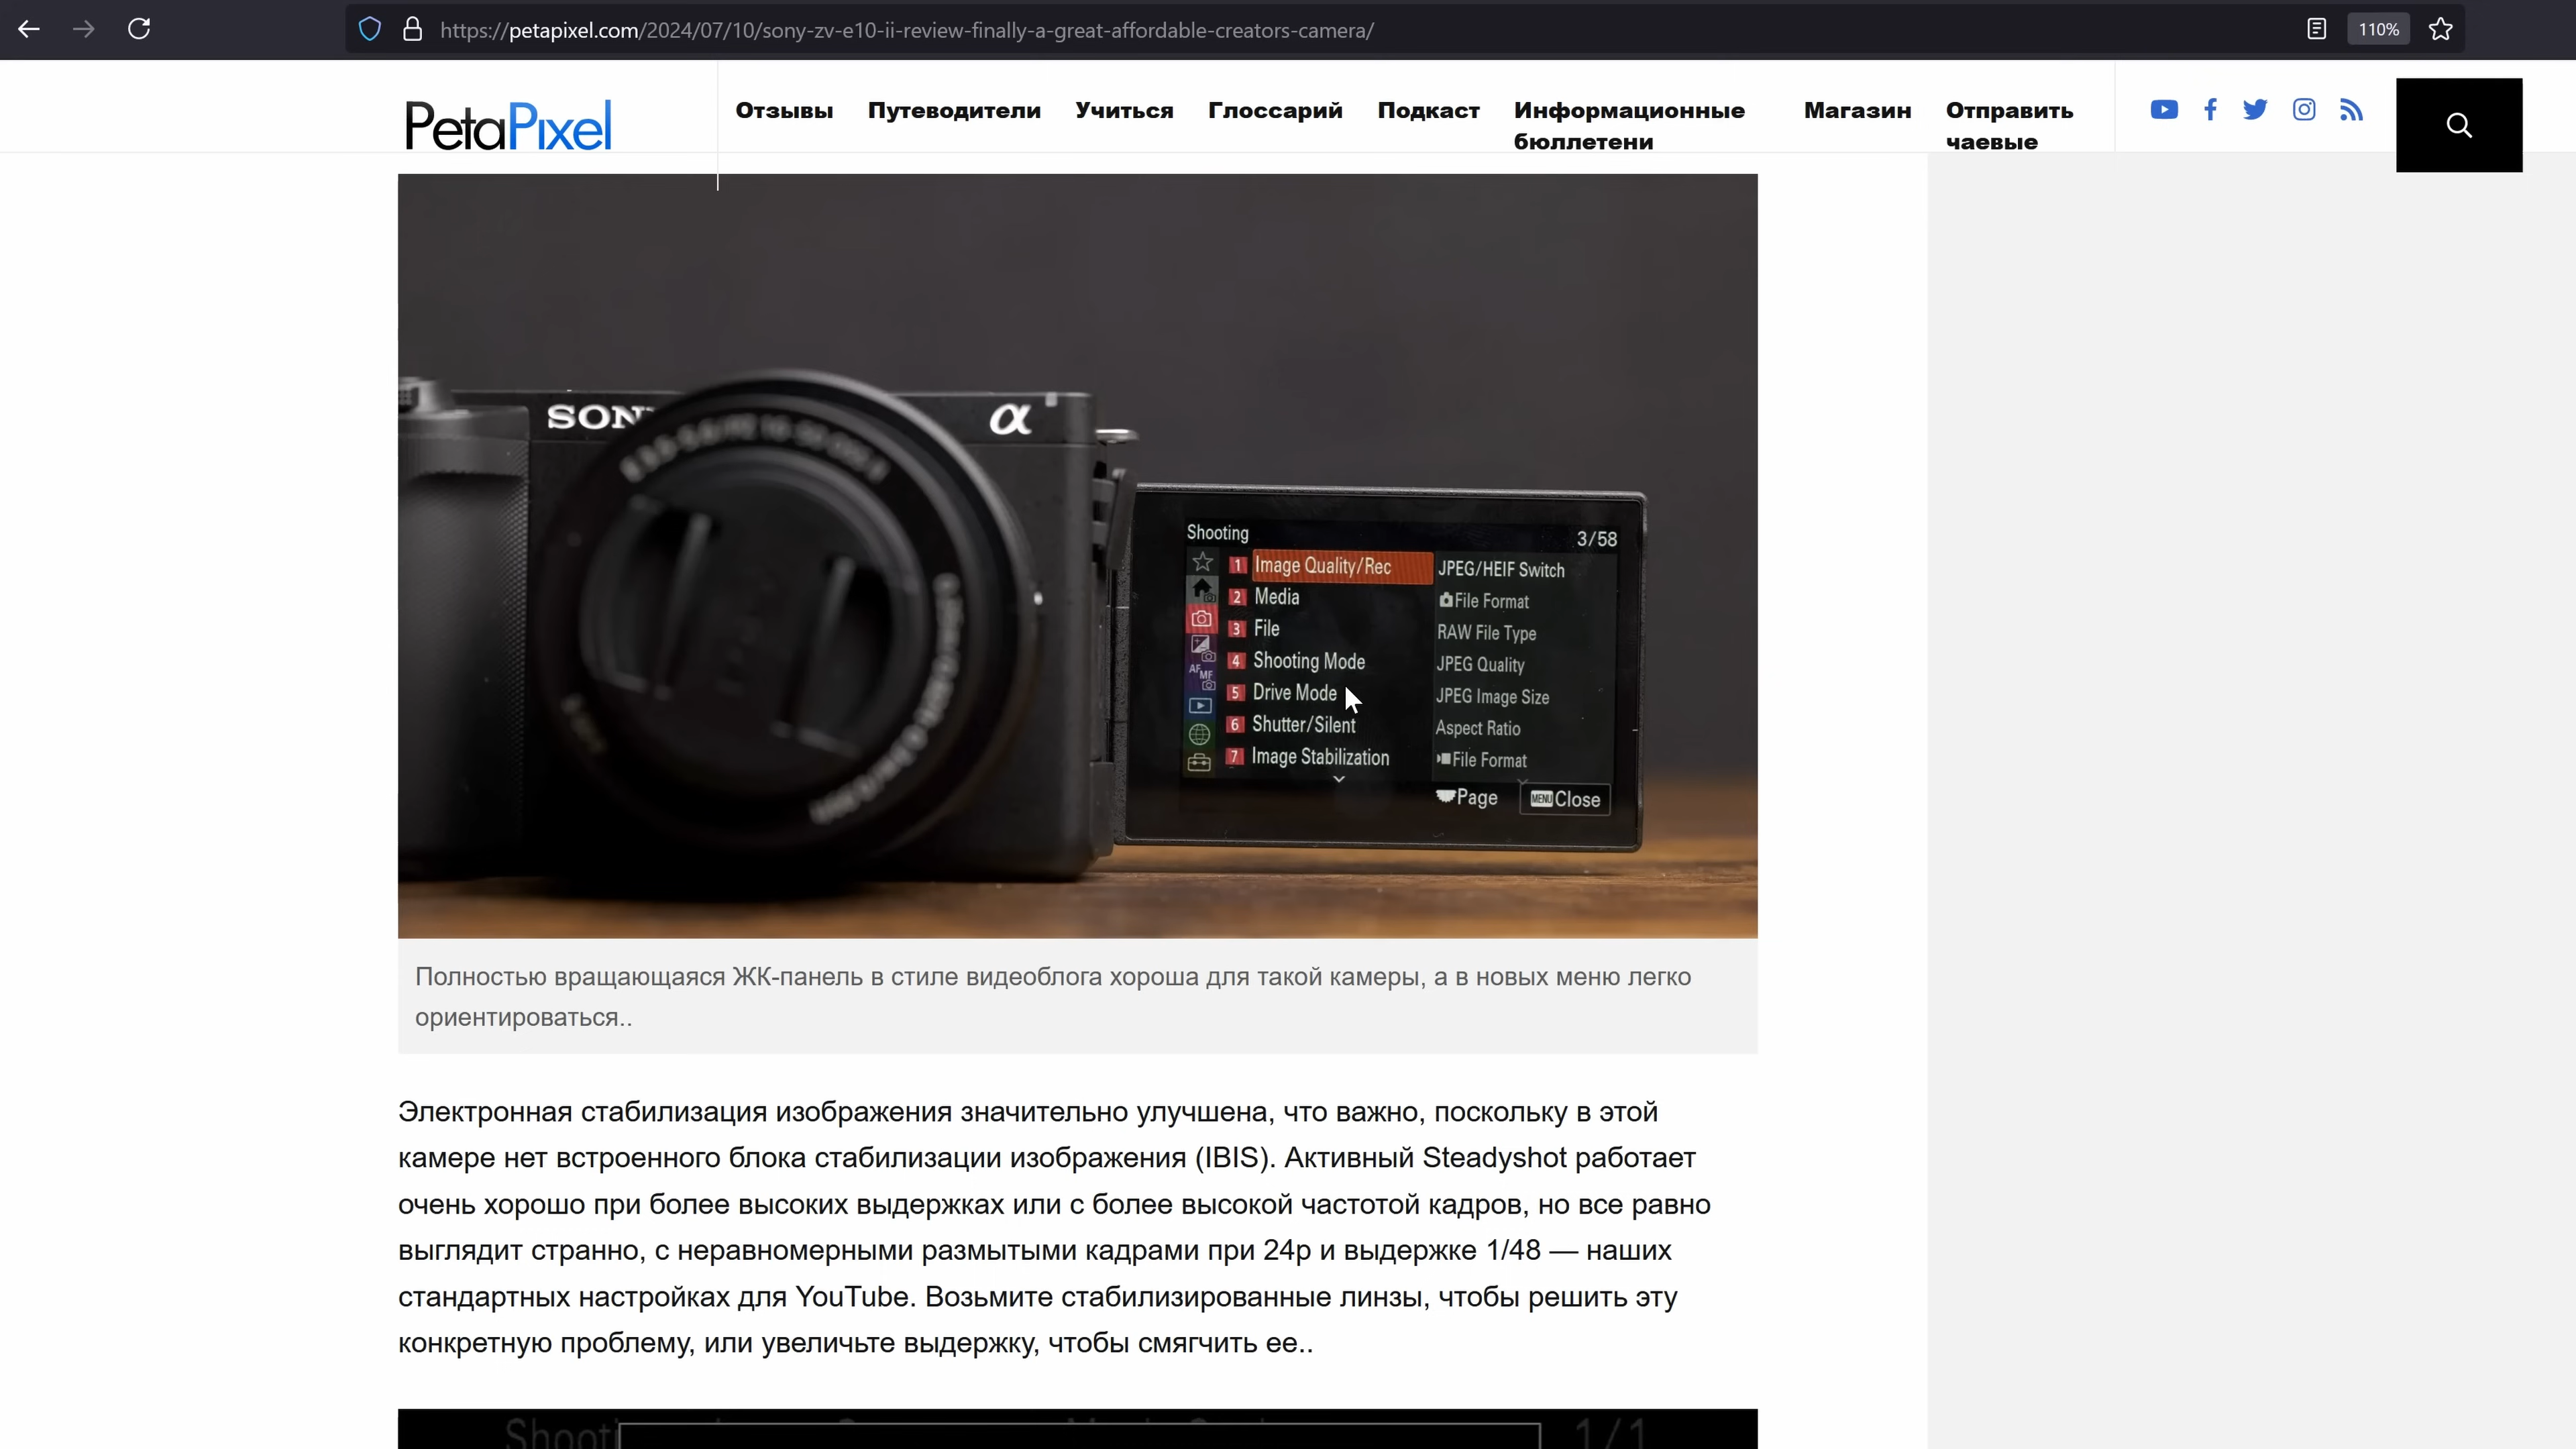 https://petapixel.com/2024/07/10/sony-zv-e10-ii-review-finally-a-great-affordable-creators-camera/
110%
PetaPixel
Отзывы
Путеводители
Учиться
Глоссарий
Подкаст
Информационные
бюллетени
Магазин
Отправить
чаевые
α
Shooting
3/58
1 Image Quality/Rec
2 Media
3 File
4 Shooting Mode
5 Drive Mode
6 Shutter/Silent
7 Image Stabilization
AF
MF
JPEG/HEIF Switch
File Format
RAW File Type
JPEG Quality
JPEG Image Size
Aspect Ratio
File Format
Page
MENU Close
Полностью вращающаяся ЖК-панель в стиле видеоблога хороша для такой камеры, а в новых меню легко
ориентироваться..
Электронная стабилизация изображения значительно улучшена, что важно, поскольку в этой
камере нет встроенного блока стабилизации изображения (IBIS). Активный Steadyshot работает
очень хорошо при более высоких выдержках или с более высокой частотой кадров, но все равно
выглядит странно, с неравномерными размытыми кадрами при 24p и выдержке 1/48 — наших
стандартных настройках для YouTube. Возьмите стабилизированные линзы, чтобы решить эту
конкретную проблему, или увеличьте выдержку, чтобы смягчить ее..
1/1